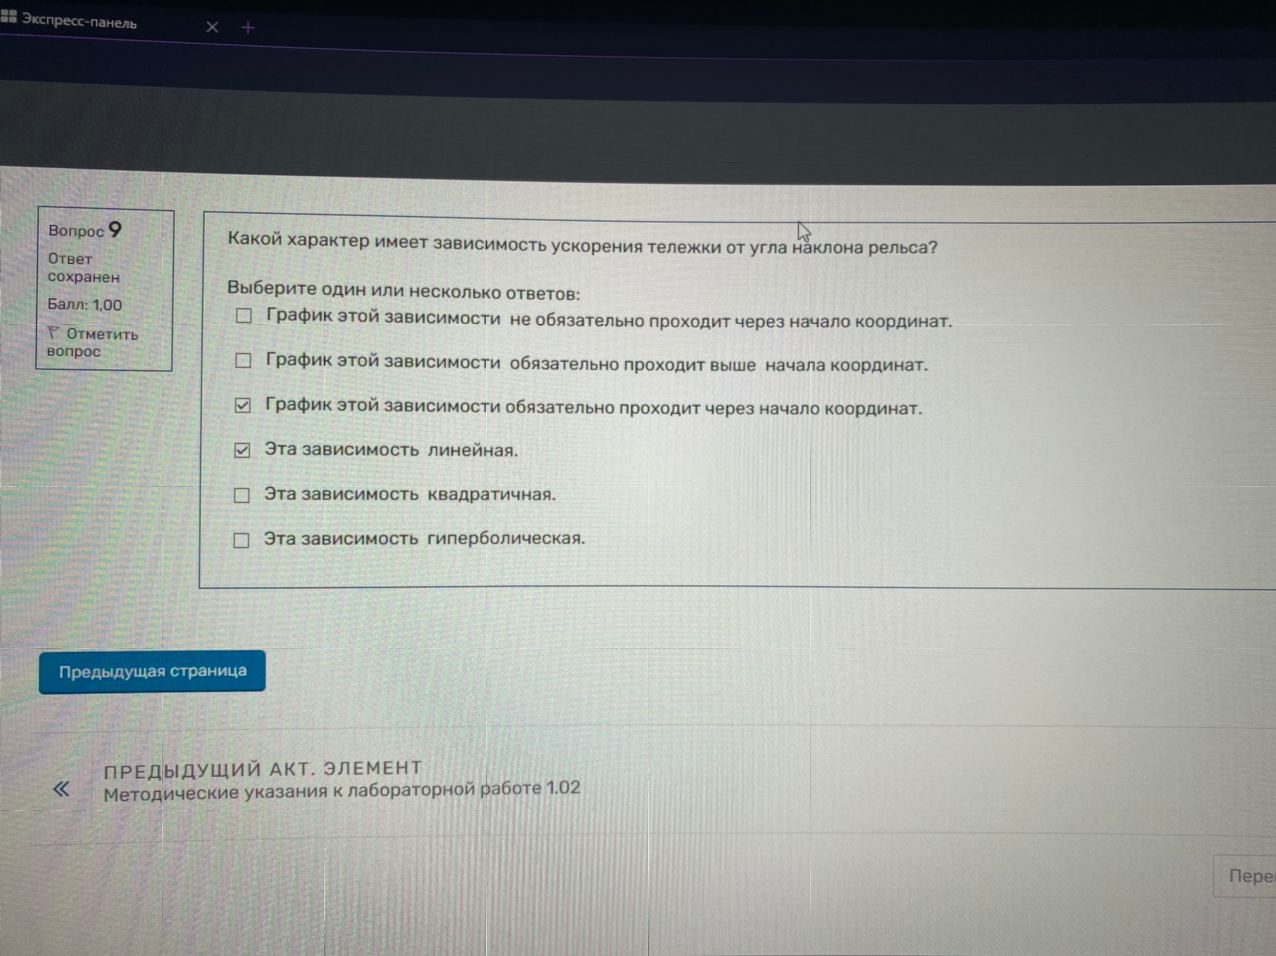 Экспресс-панель
Вопрос 9
Ответ
сохранен
Балл: 1,00
Отметить
вопрос
Какой характер имеет зависимость ускорения тележки от угла наклона рельса?
Выберите один или несколько ответов:
График этой зависимости не обязательно проходит через начало координат.
График этой зависимости обязательно проходит выше начала координат.
График этой зависимости обязательно проходит через начало координат.
Эта зависимость линейная.
Эта зависимость квадратичная.
Эта зависимость гиперболическая.
Предыдущая страница
ПРЕДЫДУЩИЙ АКТ. ЭЛЕМЕНТ
Методические указания к лабораторной работе 1.02